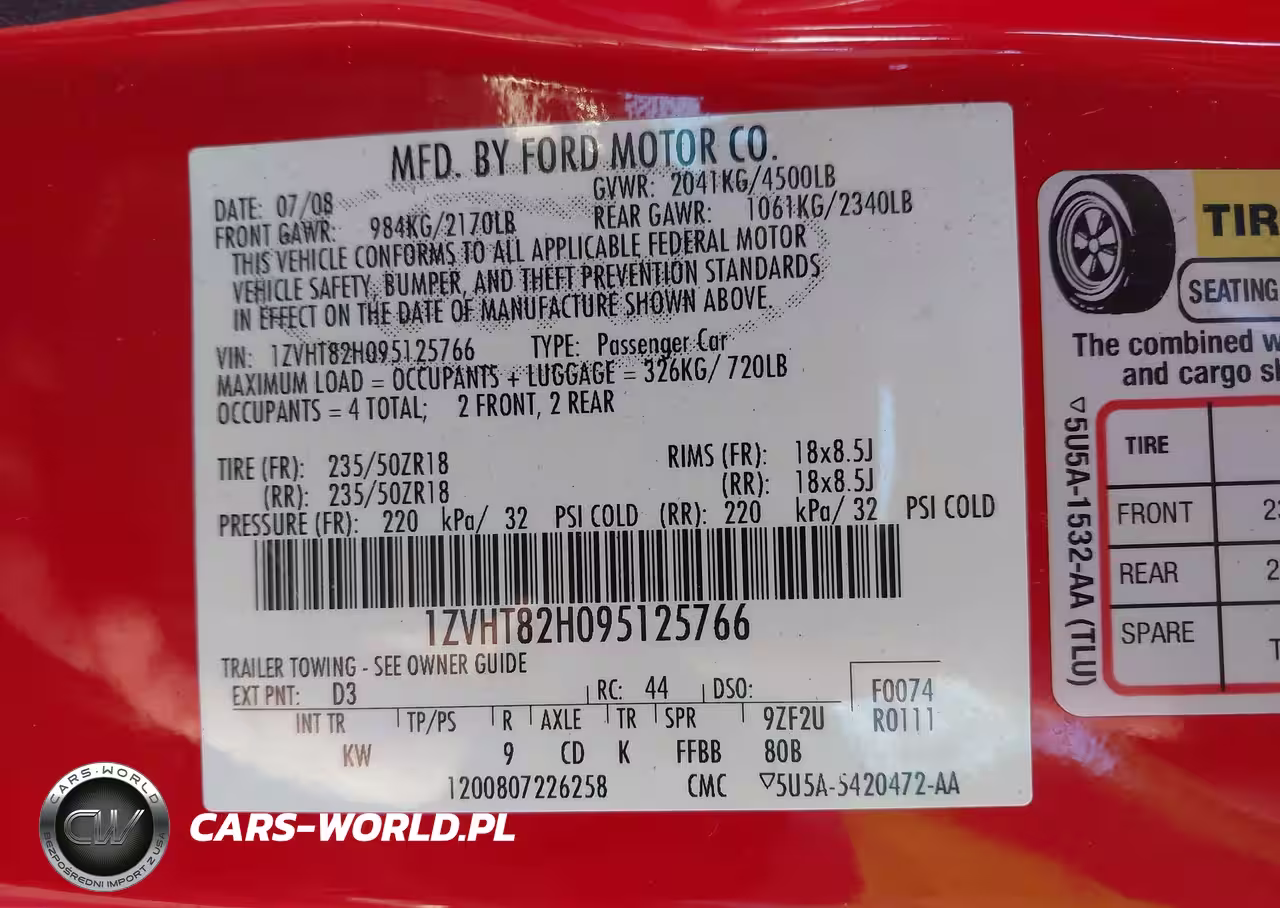 MFD. BY FORD MOTOR CO.
DATE: 07/08 GVWR: 2041KG/4500LB
FRONT GAWR: 984KG/2170LB REAR GAWR: 1061KG/2340LB
THIS VEHICLE CONFORMS TO ALL APPLICABLE FEDERAL MOTOR
VEHICLE SAFETY, BUMPER, AND THEFT PREVENTION STANDARDS
IN EFFECT ON THE DATE OF MANUFACTURE SHOWN ABOVE.
VIN: 1ZVHT82H095125766 TYPE: Passenger Car
MAXIMUM LOAD = OCCUPANTS + LUGGAGE = 326KG/ 720LB
OCCUPANTS = 4 TOTAL; 2 FRONT, 2 REAR
TIRE (FR): 235/50ZR18 RIMS (FR): 18x8.5J
(RR): 235/50ZR18 (RR): 18x8.5J
PRESSURE (FR): 220 kPa/ 32 PSI COLD (RR): 220 kPa/ 32 PSI COLD
1ZVHT82H095125766
TRAILER TOWING - SEE OWNER GUIDE
EXT PNT: D3 RC: 44 DSO: F0074
INT TR TP/PS R AXLE TR SPR 9ZF2U R0111
KW 9 CD K FFBB 80B
1200807226258 CMC ▽5U5A-5420472-AA
TIR
SEATING
The combined w
and cargo sh
▽5U5A-1532-AA (TLU)
TIRE
FRONT 23
REAR 2
SPARE T
CARS-WORLD
CW
BEZPOŚREDNI IMPORT Z USA
CARS-WORLD.PL